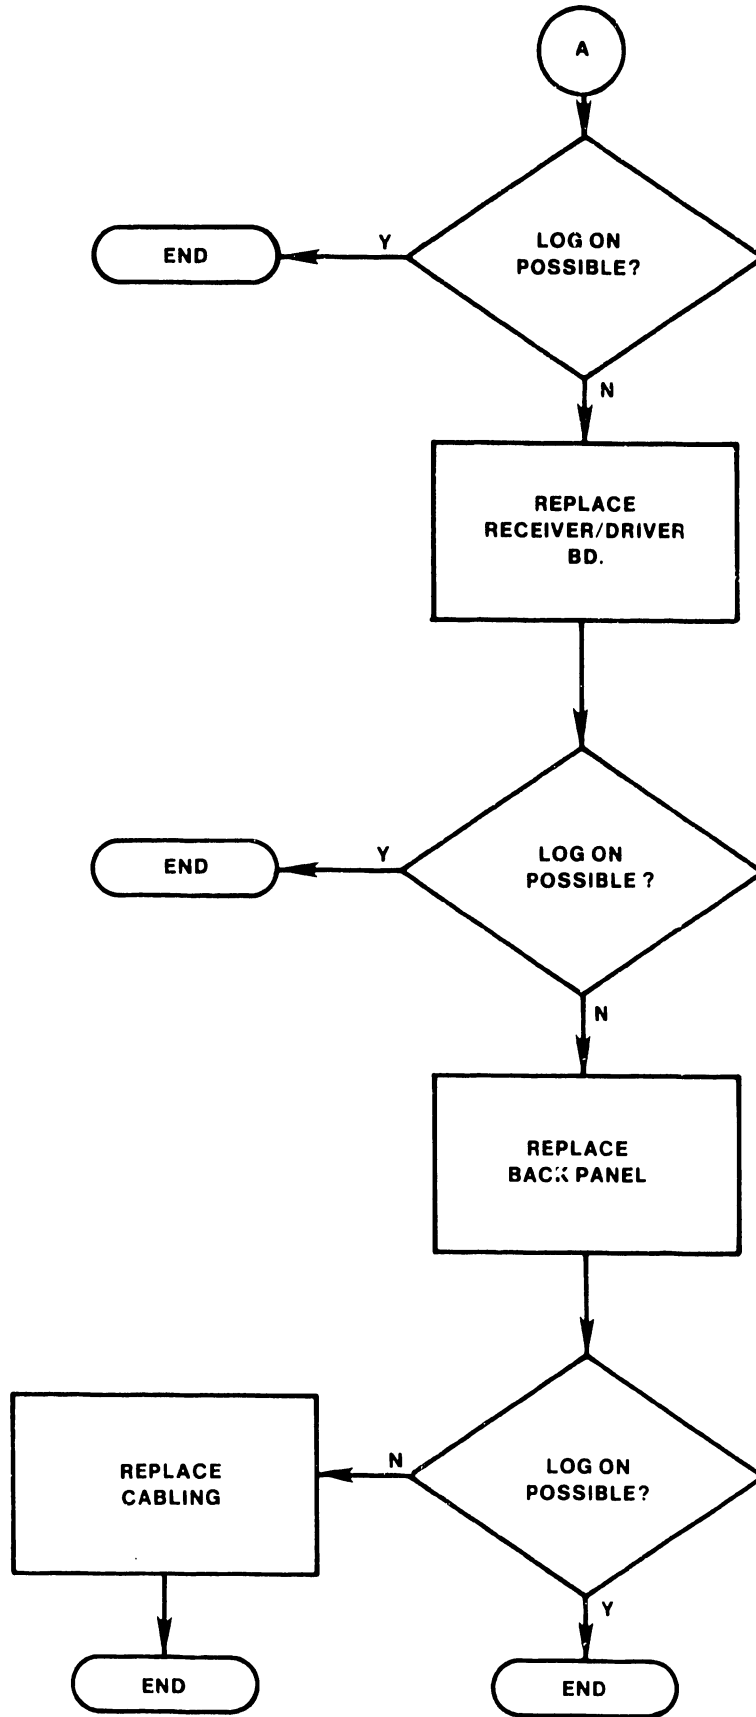 A
LOG ON
POSSIBLE?
Y
END
N
REPLACE
RECEIVER/DRIVER
BD.
LOG ON
POSSIBLE ?
Y
END
N
REPLACE
BACK PANEL
LOG ON
POSSIBLE?
N
REPLACE
CABLING
Y
END
END